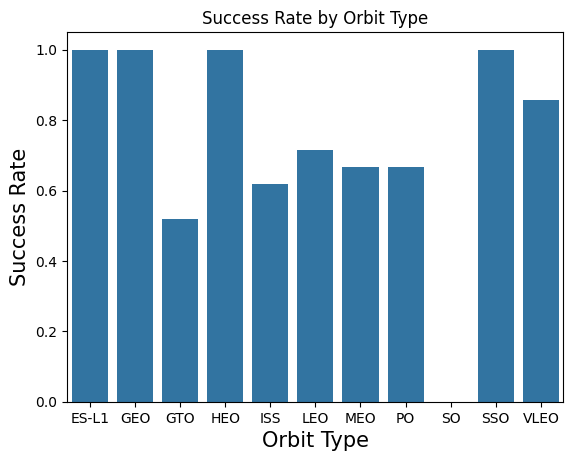 Success Rate by Orbit Type
Success Rate
1.0
0.8
0.6
0.4
0.2
0.0
ES-L1 GEO GTO HEO ISS LEO MEO PO SO SSO VLEO
Orbit Type